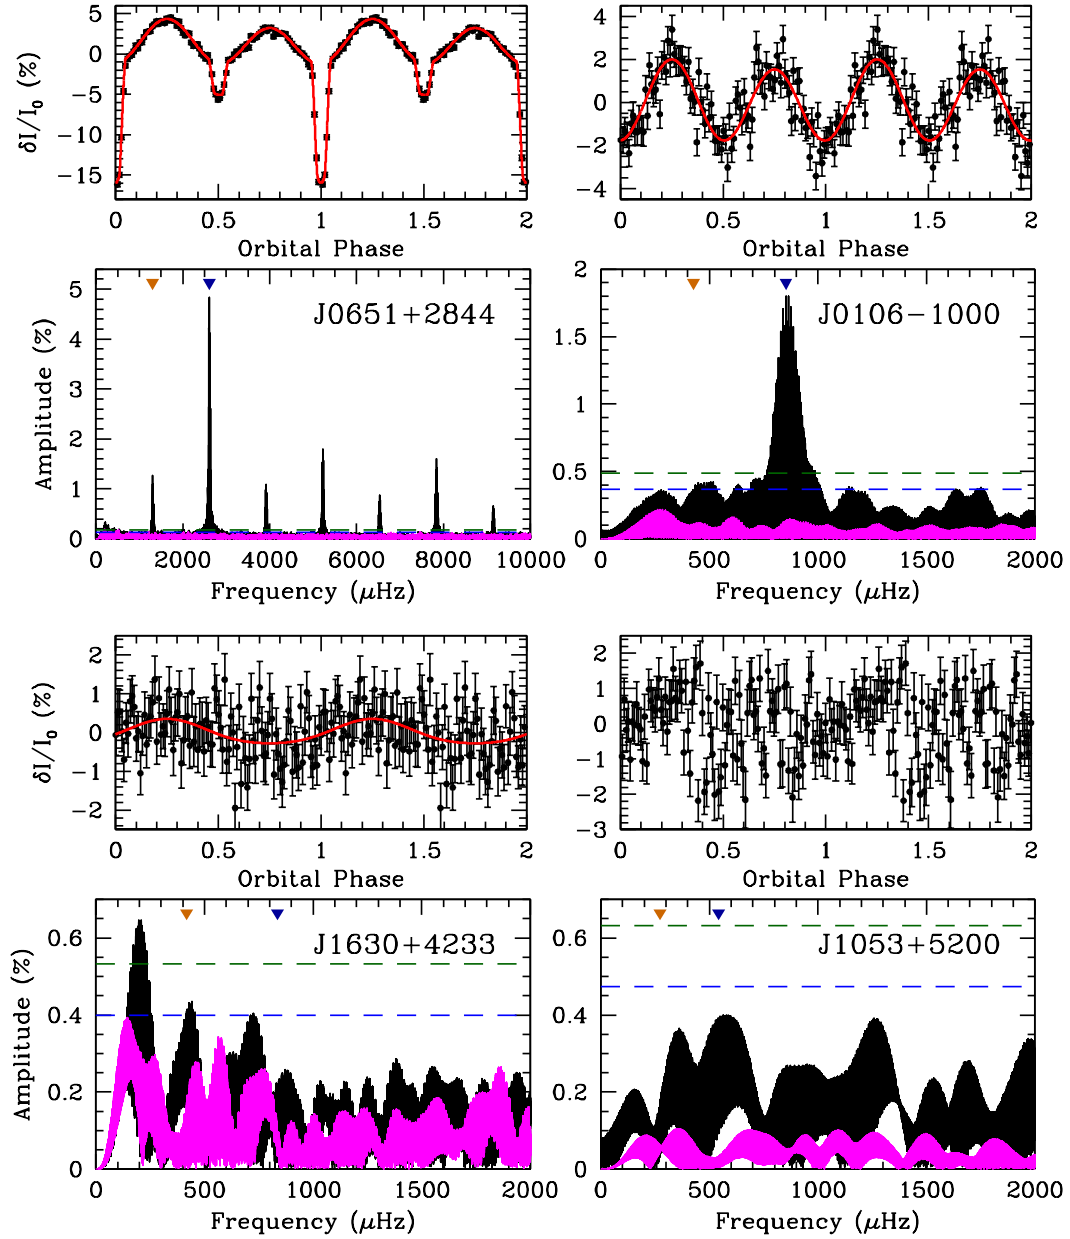 5 0 −5 −10 −15
δI/I₀ (%)
0 0.5 1 1.5 2
Orbital Phase
4 2 0 −2 −4
0 0.5 1 1.5 2
Orbital Phase
5 4 3 2 1 0
Amplitude (%)
J0651+2844
0 2000 4000 6000 8000 10000
Frequency (μHz)
2 1.5 1 0.5 0
J0106−1000
0 500 1000 1500 2000
Frequency (μHz)
2 1 0 −1 −2
δI/I₀ (%)
0 0.5 1 1.5 2
Orbital Phase
2 1 0 −1 −2 −3
0 0.5 1 1.5 2
Orbital Phase
0.6 0.4 0.2 0
Amplitude (%)
J1630+4233
0 500 1000 1500 2000
Frequency (μHz)
0.6 0.4 0.2 0
J1053+5200
0 500 1000 1500 2000
Frequency (μHz)